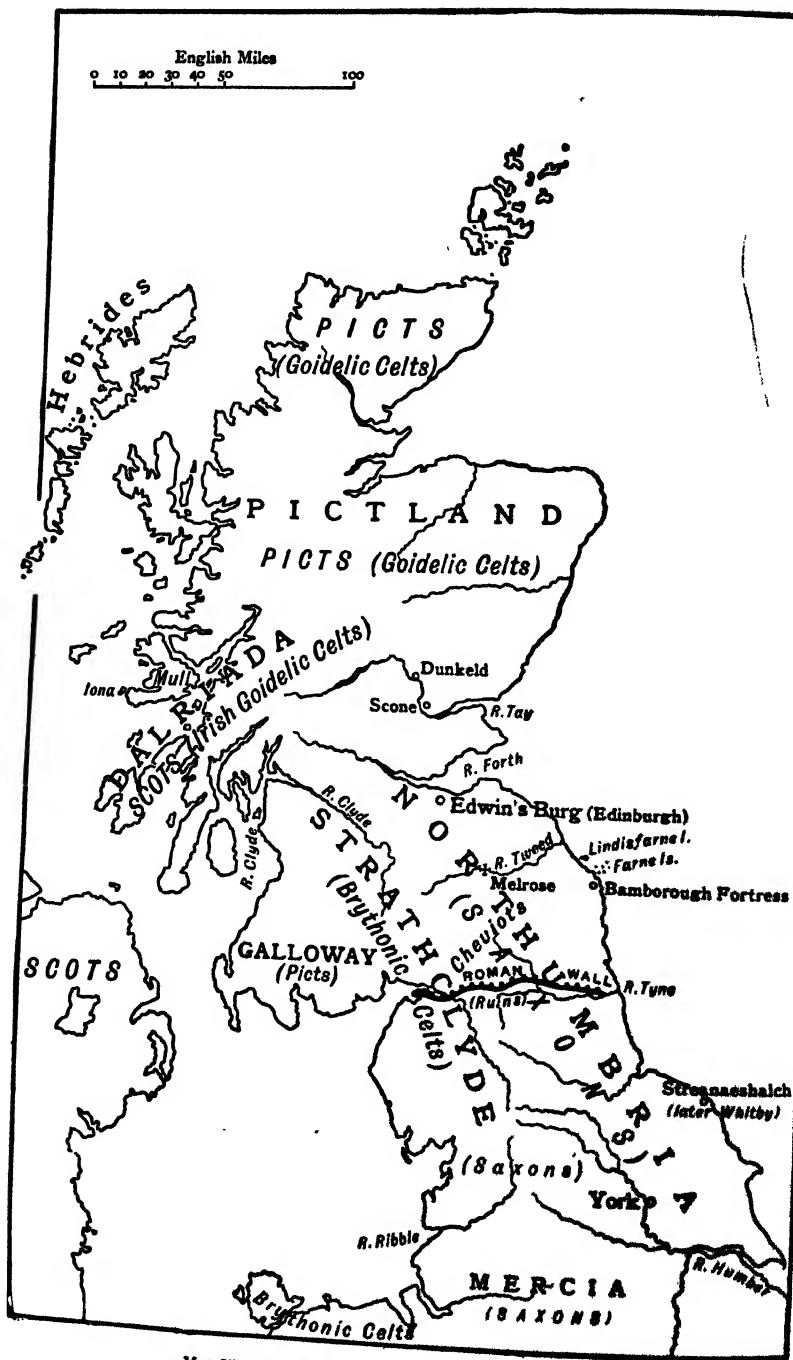 English Miles
0 10 20 30 40 50 100
Hebrides
PICTS
(Goidelic Celts)
PICTLAND
PICTS (Goidelic Celts)
DALRIADA
SCOTS (Irish Goidelic Celts)
Mull
Iona
Dunkeld
Scone
R. Tay
R. Forth
Edwin's Burg (Edinburgh)
R. Clyde
R. Clyde
Lindisfarne I.
Farne Is.
R. Tweed
Melrose
Bamborough Fortress
NORTHUMBRIA
(SAXONS)
STRATHCLYDE
(Brythonic Celts)
Cheviots
GALLOWAY
(Picts)
SCOTS
ROMAN WALL
(Ruins)
R. Tyne
Streanaeshalch
(later Whitby)
(Saxons)
York
R. Ribble
R. Humber
MERCIA
(SAXONS)
Brythonic Celts